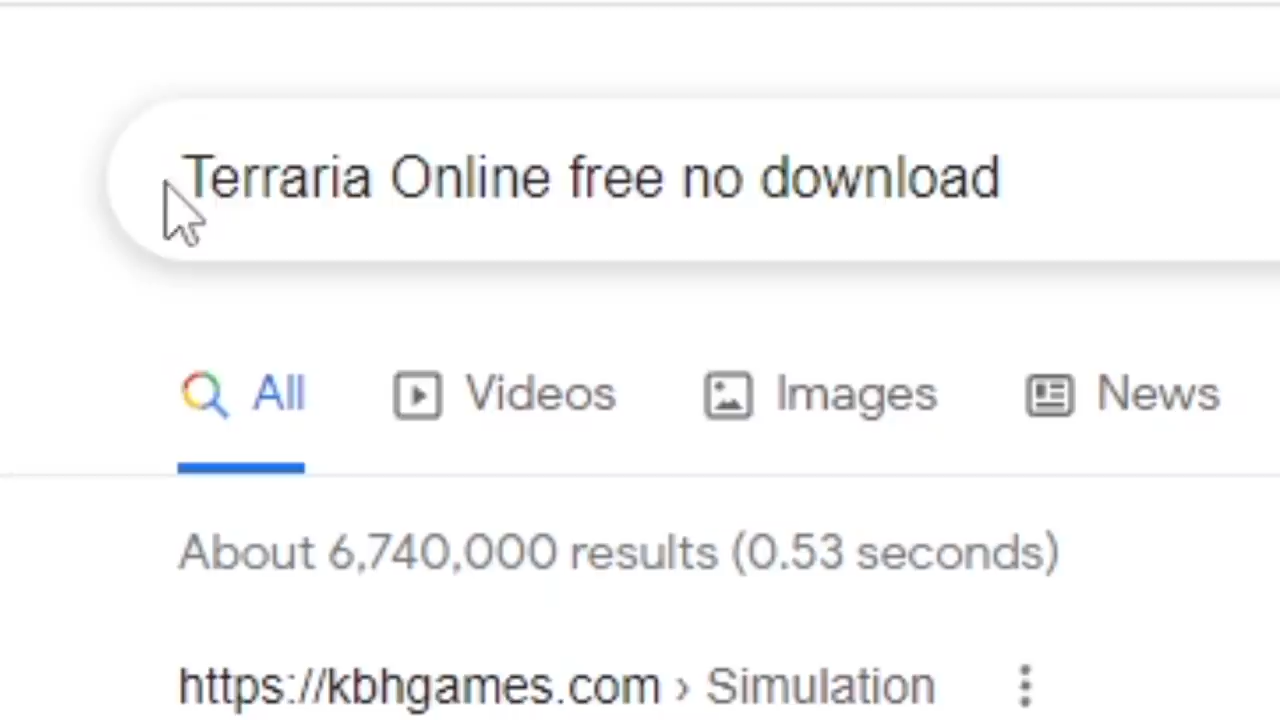 Terraria Online free no download
All Videos Images News
About 6,740,000 results (0.53 seconds)
https://kbhgames.com › Simulation